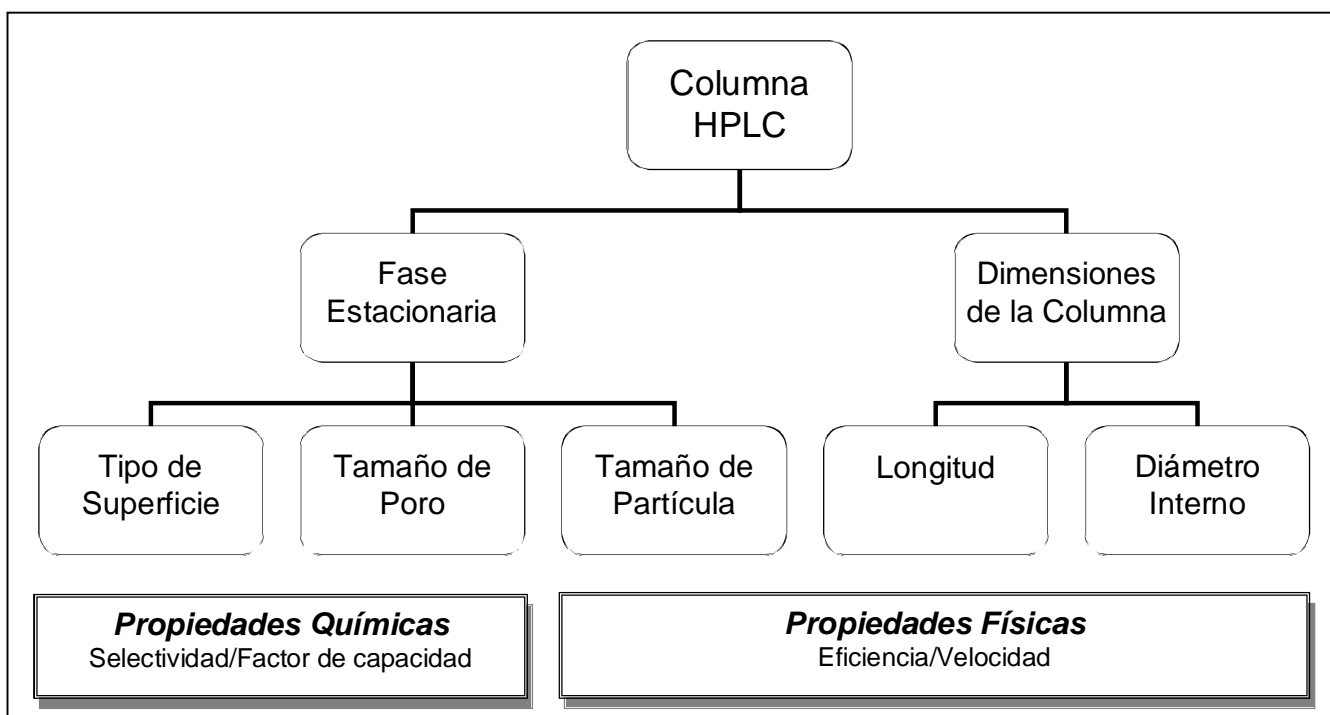 Columna
HPLC
Fase
Estacionaria
Dimensiones
de la Columna
Tipo de
Superficie
Tamaño de
Poro
Tamaño de
Partícula
Longitud
Diámetro
Interno
Propiedades Químicas
Selectividad/Factor de capacidad
Propiedades Físicas
Eficiencia/Velocidad